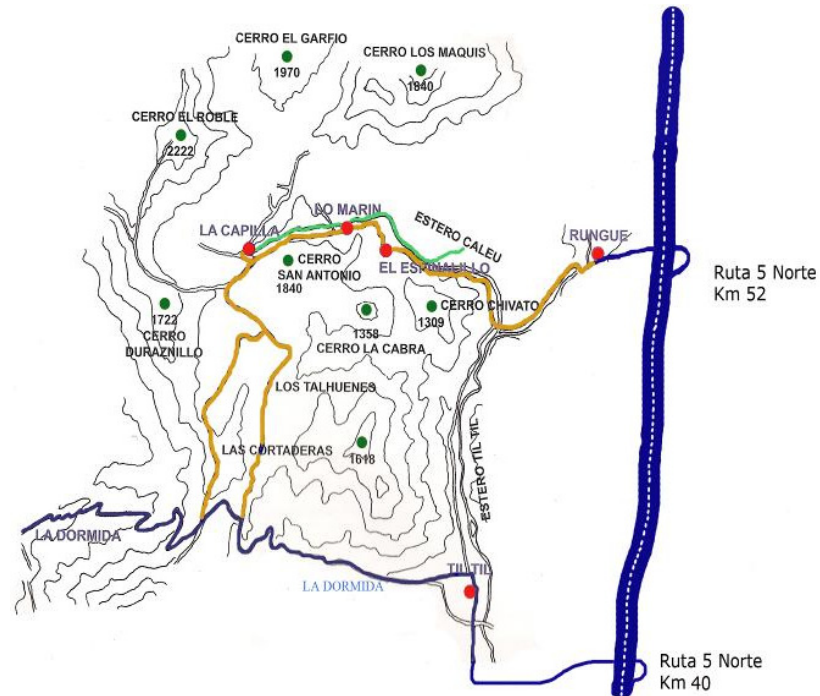 CERRO EL GARFIO
1970
CERRO LOS MAQUIS
1840
CERRO EL ROBLE
2222
LO MARIN
LA CAPILLA
ESTERO CALEU
RUNGUE
EL ESPINALILLO
CERRO
SAN ANTONIO
1840
Ruta 5 Norte
Km 52
1722
CERRO
DURAZNILLO
1358
CERRO LA CABRA
1309
CERRO CHIVATO
LOS TALHUENES
LAS CORTADERAS
1618
ESTERO TIL TIL
LA DORMIDA
TIL TIL
LA DORMIDA
Ruta 5 Norte
Km 40